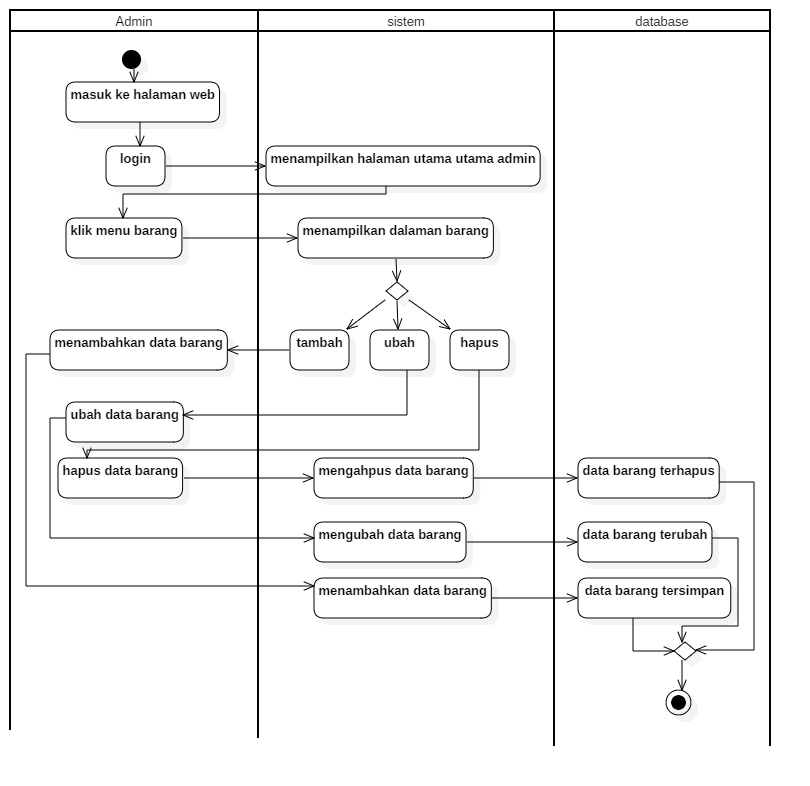 Admin
sistem
database
masuk ke halaman web
login
menampilkan halaman utama utama admin
klik menu barang
menampilkan dalaman barang
menambahkan data barang
tambah
ubah
hapus
ubah data barang
hapus data barang
mengahpus data barang
data barang terhapus
mengubah data barang
data barang terubah
menambahkan data barang
data barang tersimpan